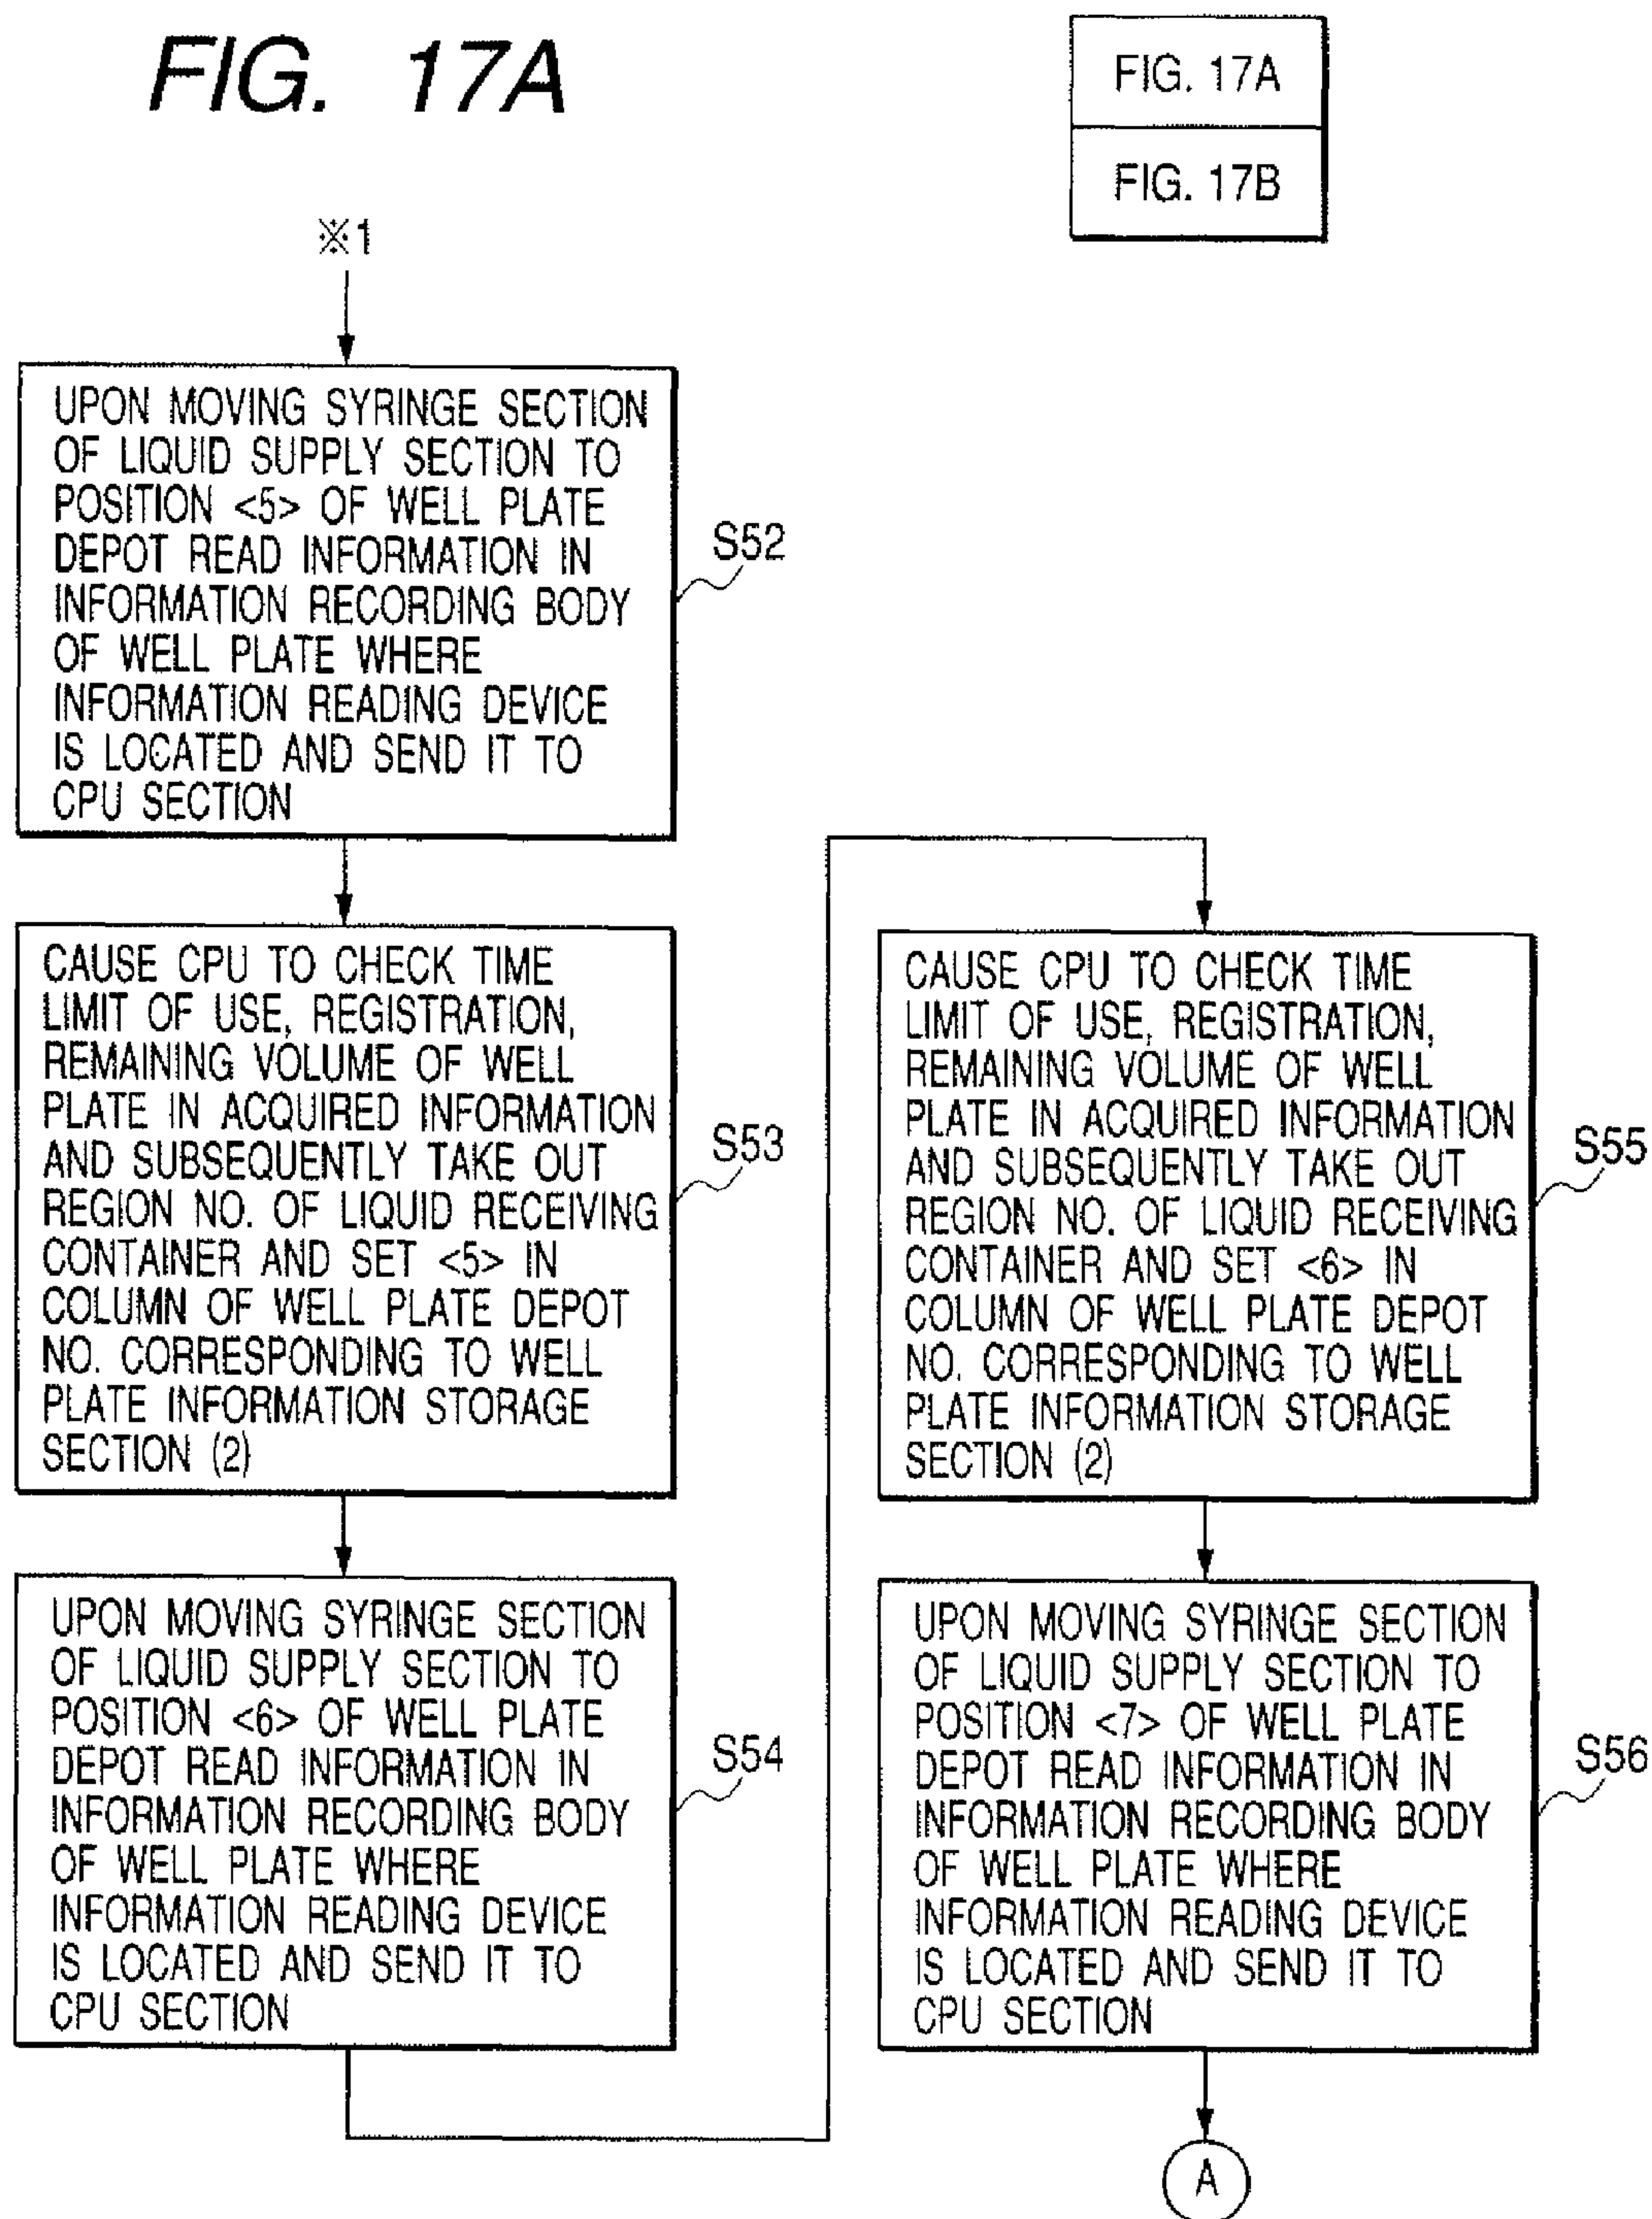 FIG. 17A
FIG. 17A
FIG. 17B
※1
UPON MOVING SYRINGE SECTION
OF LIQUID SUPPLY SECTION TO
POSITION <5> OF WELL PLATE
DEPOT READ INFORMATION IN
INFORMATION RECORDING BODY
OF WELL PLATE WHERE
INFORMATION READING DEVICE
IS LOCATED AND SEND IT TO
CPU SECTION
S52
CAUSE CPU TO CHECK TIME
LIMIT OF USE, REGISTRATION,
REMAINING VOLUME OF WELL
PLATE IN ACQUIRED INFORMATION
AND SUBSEQUENTLY TAKE OUT
REGION NO. OF LIQUID RECEIVING
CONTAINER AND SET <5> IN
COLUMN OF WELL PLATE DEPOT
NO. CORRESPONDING TO WELL
PLATE INFORMATION STORAGE
SECTION (2)
S53
UPON MOVING SYRINGE SECTION
OF LIQUID SUPPLY SECTION TO
POSITION <6> OF WELL PLATE
DEPOT READ INFORMATION IN
INFORMATION RECORDING BODY
OF WELL PLATE WHERE
INFORMATION READING DEVICE
IS LOCATED AND SEND IT TO
CPU SECTION
S54
CAUSE CPU TO CHECK TIME
LIMIT OF USE, REGISTRATION,
REMAINING VOLUME OF WELL
PLATE IN ACQUIRED INFORMATION
AND SUBSEQUENTLY TAKE OUT
REGION NO. OF LIQUID RECEIVING
CONTAINER AND SET <6> IN
COLUMN OF WELL PLATE DEPOT
NO. CORRESPONDING TO WELL
PLATE INFORMATION STORAGE
SECTION (2)
S55
UPON MOVING SYRINGE SECTION
OF LIQUID SUPPLY SECTION TO
POSITION <7> OF WELL PLATE
DEPOT READ INFORMATION IN
INFORMATION RECORDING BODY
OF WELL PLATE WHERE
INFORMATION READING DEVICE
IS LOCATED AND SEND IT TO
CPU SECTION
S56
A